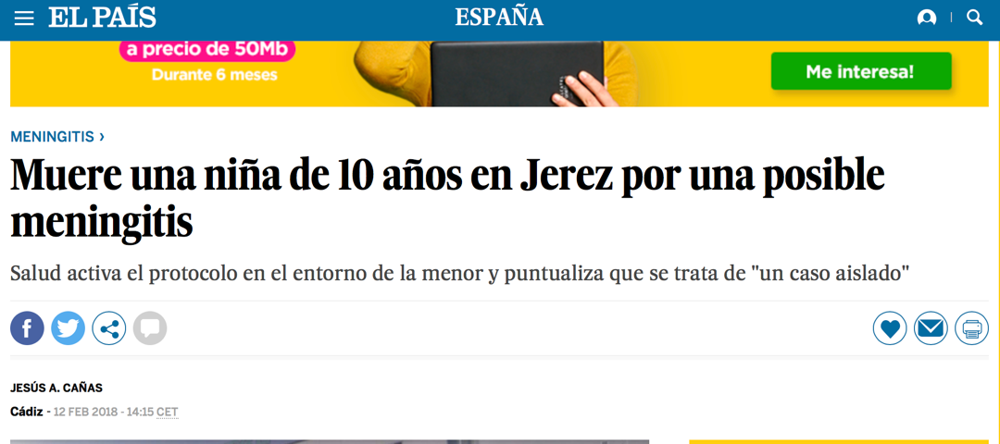 EL PAÍS
ESPAÑA
a precio de 50Mb
Durante 6 meses
Me interesa!
MENINGITIS ›
Muere una niña de 10 años en Jerez por una posible
meningitis
Salud activa el protocolo en el entorno de la menor y puntualiza que se trata de "un caso aislado"
JESÚS A. CAÑAS
Cádiz - 12 FEB 2018 - 14:15 CET